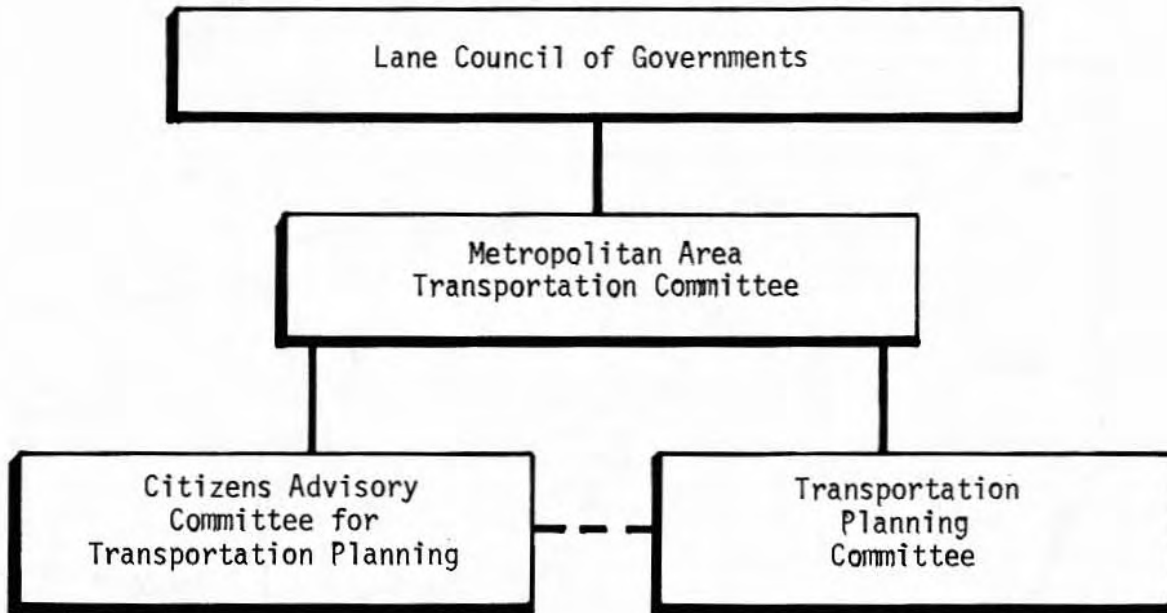 Lane Council of Governments
Metropolitan Area
Transportation Committee
Citizens Advisory
Committee for
Transportation Planning
Transportation
Planning
Committee